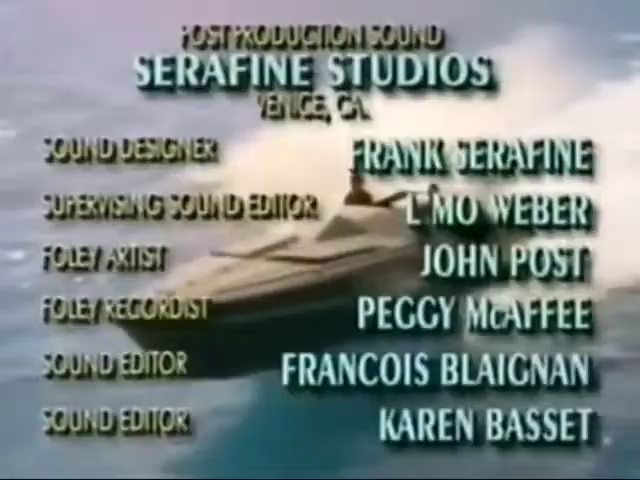 POST PRODUCTION SOUND
SERAFINE STUDIOS
VENICE, CA.
SOUND DESIGNER FRANK SERAFINE
SUPERVISING SOUND EDITOR L'MO WEBER
FOLEY ARTIST JOHN POST
FOLEY RECORDIST PEGGY McAFFEE
SOUND EDITOR FRANCOIS BLAIGNAN
SOUND EDITOR KAREN BASSET